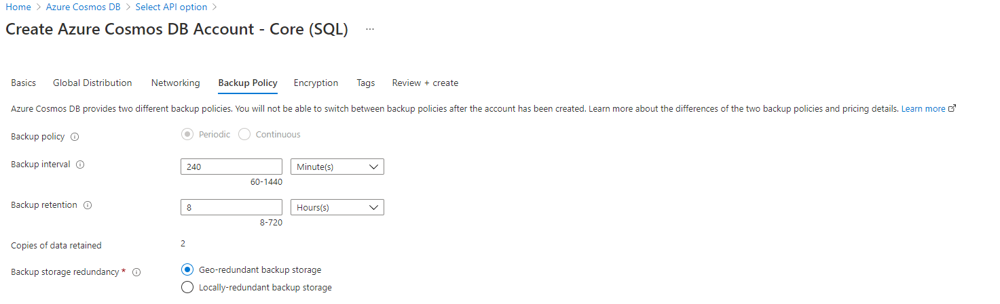 Home > Azure Cosmos DB > Select API option >
Create Azure Cosmos DB Account - Core (SQL) ...
Basics Global Distribution Networking Backup Policy Encryption Tags Review + create
Azure Cosmos DB provides two different backup policies. You will not be able to switch between backup policies after the account has been created. Learn more about the differences of the two backup policies and pricing details. Learn more
Backup policy Periodic Continuous
Backup interval 240 Minute(s)
60-1440
Backup retention 8 Hours(s)
8-720
Copies of data retained 2
Backup storage redundancy * Geo-redundant backup storage
Locally-redundant backup storage